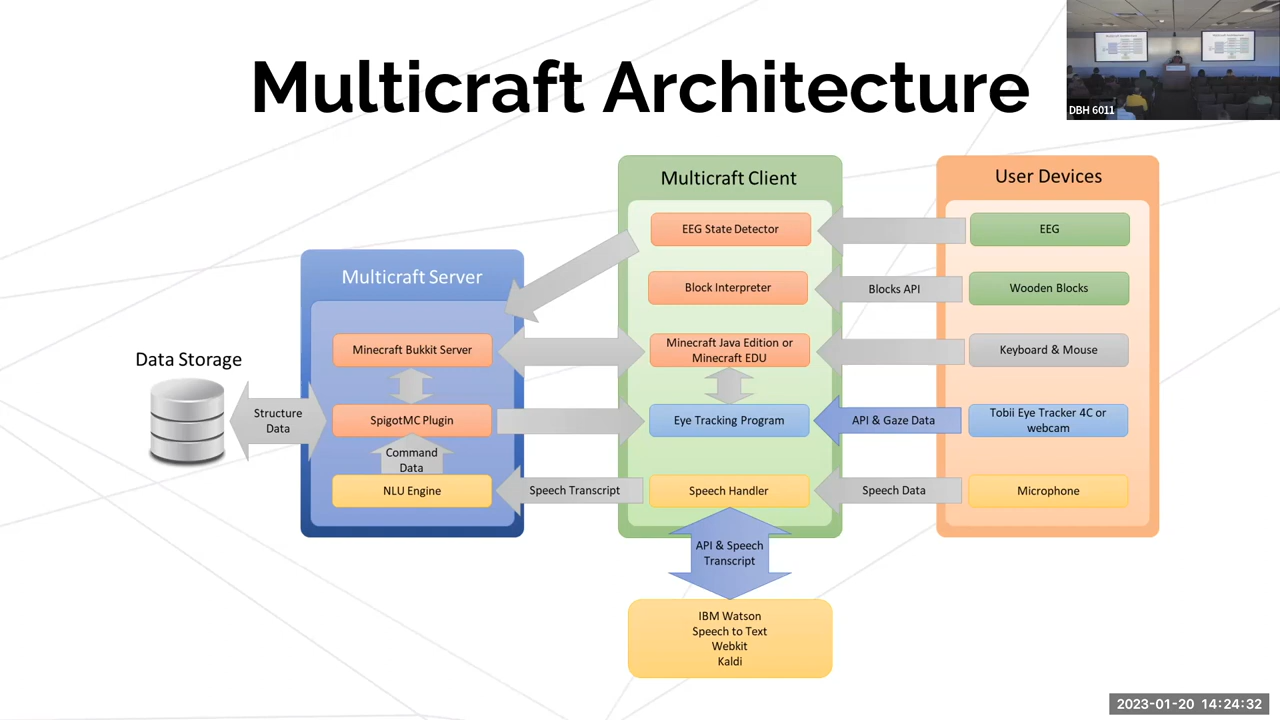 Multicraft Architecture
DBH 6011
Multicraft Client
User Devices
EEG State Detector
EEG
Multicraft Server
Block Interpreter
Blocks API
Wooden Blocks
Data Storage
Minecraft Bukkit Server
Minecraft Java Edition or
Minecraft EDU
Keyboard & Mouse
Structure
Data
SpigotMC Plugin
Eye Tracking Program
API & Gaze Data
Tobii Eye Tracker 4C or
webcam
Command
Data
NLU Engine
Speech Transcript
Speech Handler
Speech Data
Microphone
API & Speech
Transcript
IBM Watson
Speech to Text
Webkit
Kaldi
2023-01-20 14:24:32